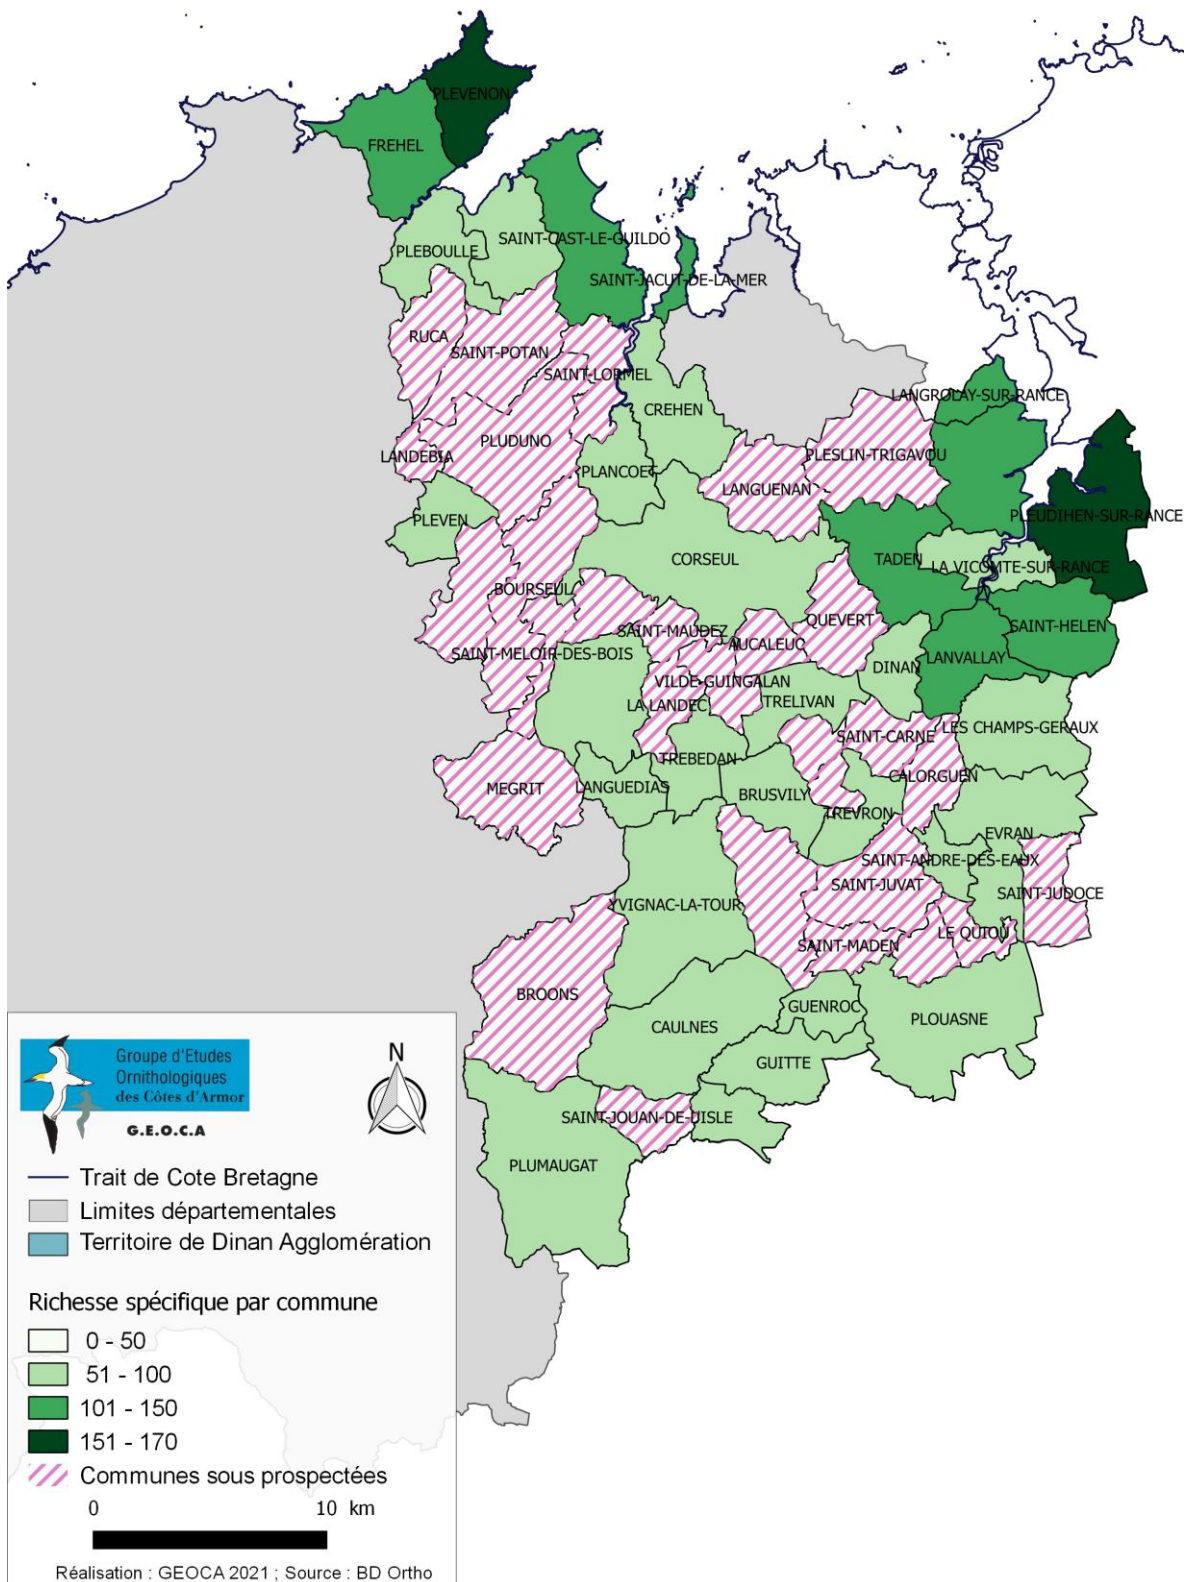 PLEVENON
FREHEL
SAINT-CAST-LE-GUILDO
PLEBOULLE
SAINT-JACUT-DE-LA-MER
RUCA
SAINT-POTAN
SAINT-LORMEL
LANGROLAY-SUR-RANCE
CREHEN
PLUDUNO
LANDEBIA
PLESLIN-TRIGAVOU
PLANCOET
LANGUENAN
PLEVEN
PLEUDIHEN-SUR-RANCE
CORSEUL
TADEN
LA VICOMTE-SUR-RANCE
BOURSEUL
QUEVERT
SAINT-HELEN
SAINT-MAUDEZ
AUCALEUC
SAINT-MELOIR-DES-BOIS
LANVALLAY
DINAN
VILDE-GUINGALAN
TRELIVAN
LA LANDEC
LES CHAMPS-GERAUX
SAINT-CARNE
TREBEDAN
CALORGUEN
MEGRIT
LANGUEDIAS
BRUSVILY
TREVRON
EVRAN
SAINT-ANDRE-DES-EAUX
SAINT-JUVAT
SAINT-JUDOCE
YVIGNAC-LA-TOUR
LE QUIOU
SAINT-MADEN
BROONS
GUENROC
CAULNES
PLOUASNE
GUITTE
SAINT-JOUAN-DE-L'ISLE
PLUMAUGAT
Groupe d'Etudes
Ornithologiques
des Côtes d'Armor
G.E.O.C.A
N
Trait de Cote Bretagne
Limites départementales
Territoire de Dinan Agglomération
Richesse spécifique par commune
0 - 50
51 - 100
101 - 150
151 - 170
Communes sous prospectées
0 10 km
Réalisation : GEOCA 2021 ; Source : BD Ortho